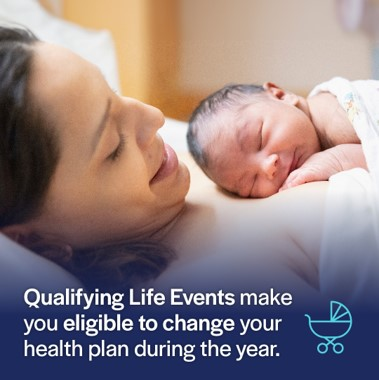 Qualifying Life Events make
you eligible to change your
health plan during the year.